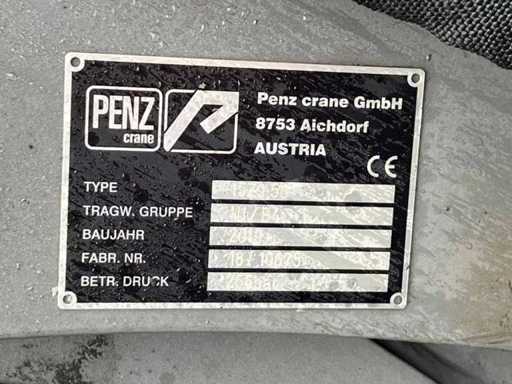 PENZ
crane
Penz crane GmbH
8753 Aichdorf
AUSTRIA
CE
TYPE
TRAGW. GRUPPE
BAUJAHR
FABR. NR.
BETR. DRUCK